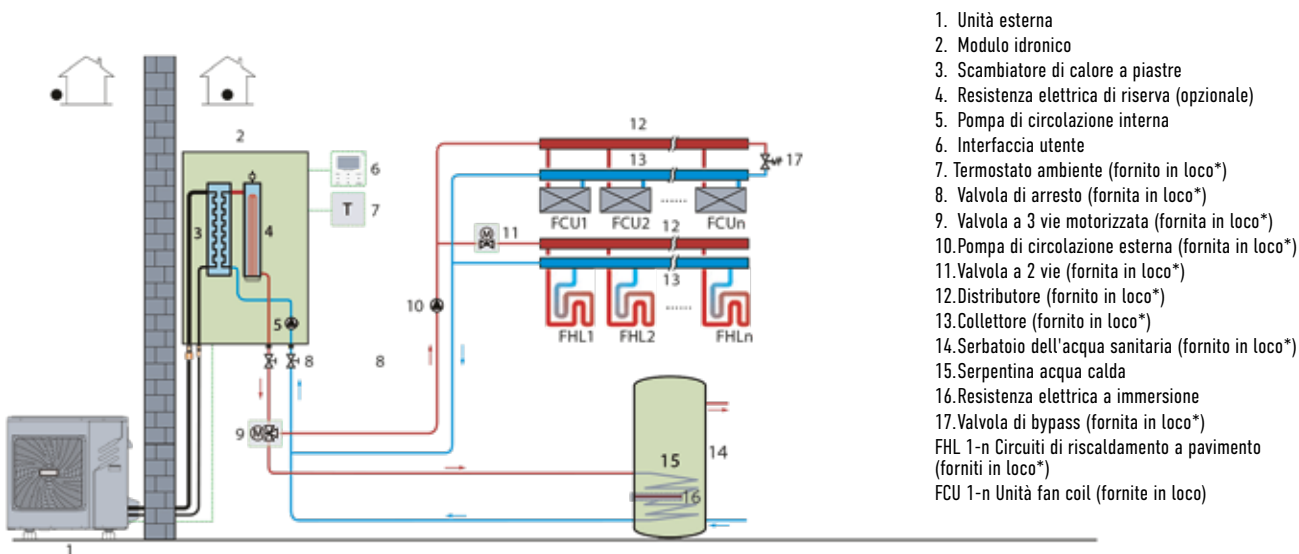 2
6
7
T
3
4
5
8
8
9
M
10
M
11
12
13
17
FCU1
FCU2
......
FCUn
12
13
FHL1
FHL2
......
FHLn
14
15
16
1
1. Unità esterna
2. Modulo idronico
3. Scambiatore di calore a piastre
4. Resistenza elettrica di riserva (opzionale)
5. Pompa di circolazione interna
6. Interfaccia utente
7. Termostato ambiente (fornito in loco*)
8. Valvola di arresto (fornita in loco*)
9. Valvola a 3 vie motorizzata (fornita in loco*)
10.Pompa di circolazione esterna (fornita in loco*)
11.Valvola a 2 vie (fornita in loco*)
12.Distributore (fornito in loco*)
13.Collettore (fornito in loco*)
14.Serbatoio dell'acqua sanitaria (fornito in loco*)
15.Serpentina acqua calda
16.Resistenza elettrica a immersione
17.Valvola di bypass (fornita in loco*)
FHL 1-n Circuiti di riscaldamento a pavimento
(forniti in loco*)
FCU 1-n Unità fan coil (fornite in loco)